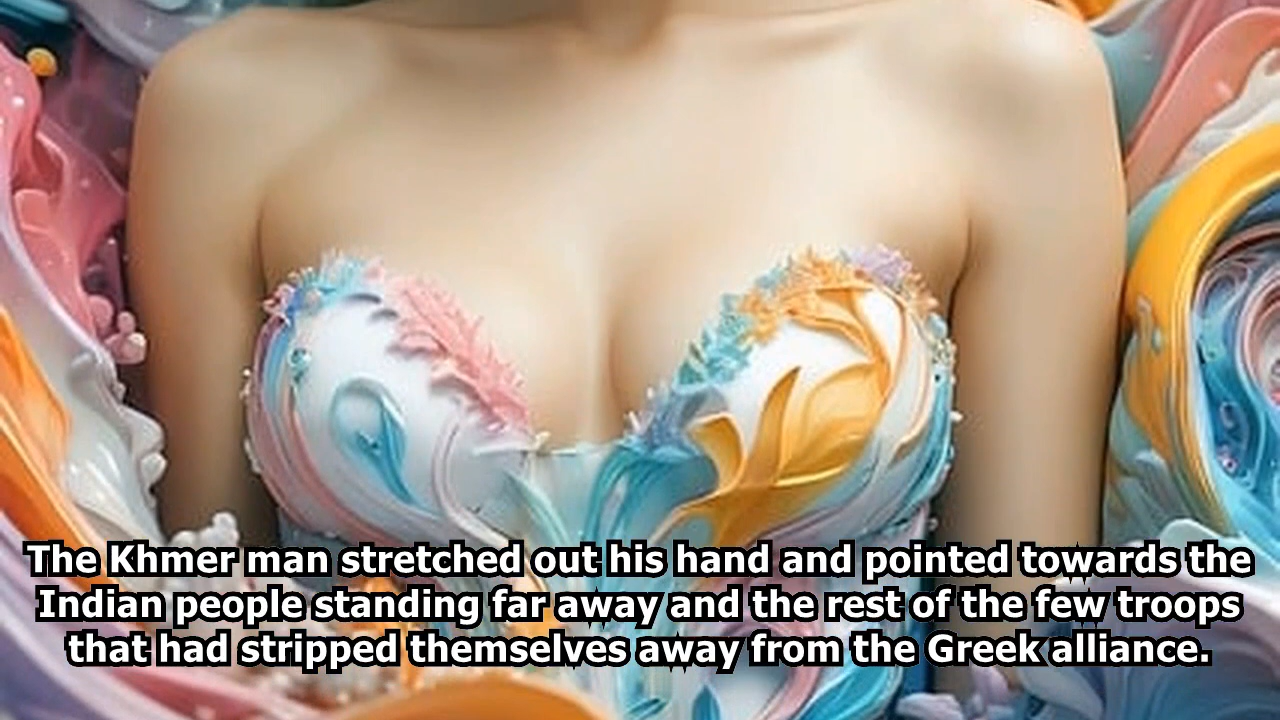 The Khmer man stretched out his hand and pointed towards the
Indian people standing far away and the rest of the few troops
that had stripped themselves away from the Greek alliance.